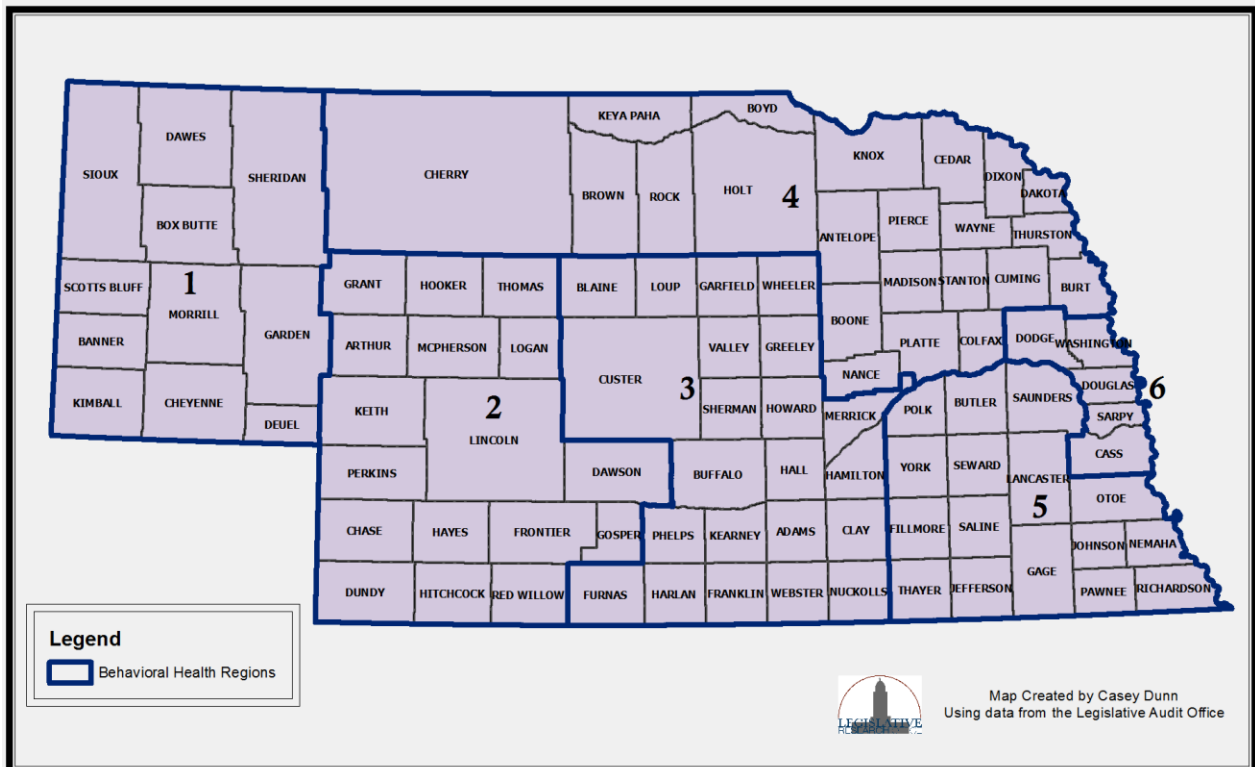 KEYA PAHA
BOYD
DAWES
KNOX
CEDAR
SIOUX
SHERIDAN
CHERRY
DIXON
DAKOTA
BROWN
ROCK
HOLT
4
BOX BUTTE
ANTELOPE
PIERCE
WAYNE
THURSTON
SCOTTS BLUFF
1
MORRILL
GRANT
HOOKER
THOMAS
BLAINE
LOUP
GARFIELD
WHEELER
MADISON
STANTON
CUMING
BURT
BANNER
GARDEN
ARTHUR
MCPHERSON
LOGAN
VALLEY
GREELEY
BOONE
PLATTE
COLFAX
DODGE
WASHINGTON
KIMBALL
CHEYENNE
DEUEL
KEITH
2
LINCOLN
CUSTER
3
SHERMAN
HOWARD
NANCE
MERRICK
POLK
BUTLER
SAUNDERS
DOUGLAS
6
SARPY
PERKINS
DAWSON
BUFFALO
HALL
HAMILTON
YORK
SEWARD
LANCASTER
CASS
OTOE
5
CHASE
HAYES
FRONTIER
GOSPER
PHELPS
KEARNEY
ADAMS
CLAY
FILLMORE
SALINE
GAGE
JOHNSON
NEMAHA
DUNDY
HITCHCOCK
RED WILLOW
FURNAS
HARLAN
FRANKLIN
WEBSTER
NUCKOLLS
THAYER
JEFFERSON
PAWNEE
RICHARDSON
Legend
Behavioral Health Regions
LEGISLATIVE
RESEARCH
Map Created by Casey Dunn
Using data from the Legislative Audit Office